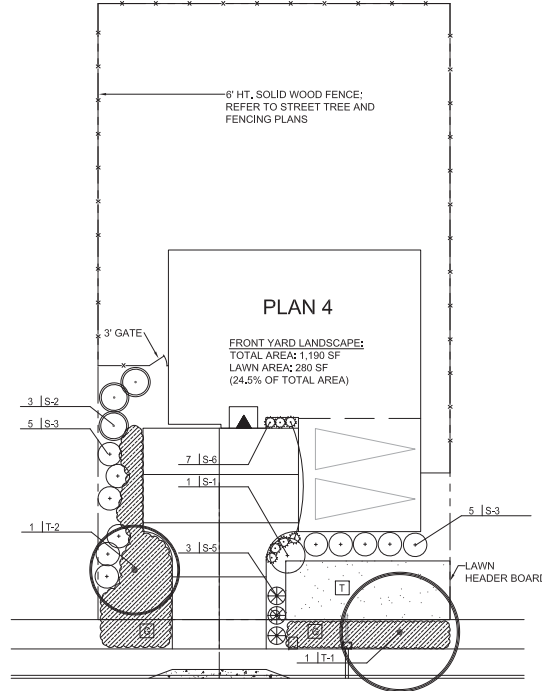 6' HT. SOLID WOOD FENCE;
REFER TO STREET TREE AND
FENCING PLANS
PLAN 4
3' GATE
FRONT YARD LANDSCAPE:
TOTAL AREA: 1,190 SF
LAWN AREA: 280 SF
(24.5% OF TOTAL AREA)
3 | S-2
5 | S-3
7 | S-6
1 | S-1
5 | S-3
1 | T-2
3 | S-5
LAWN
HEADER BOARD
T
G
G
1 | T-1